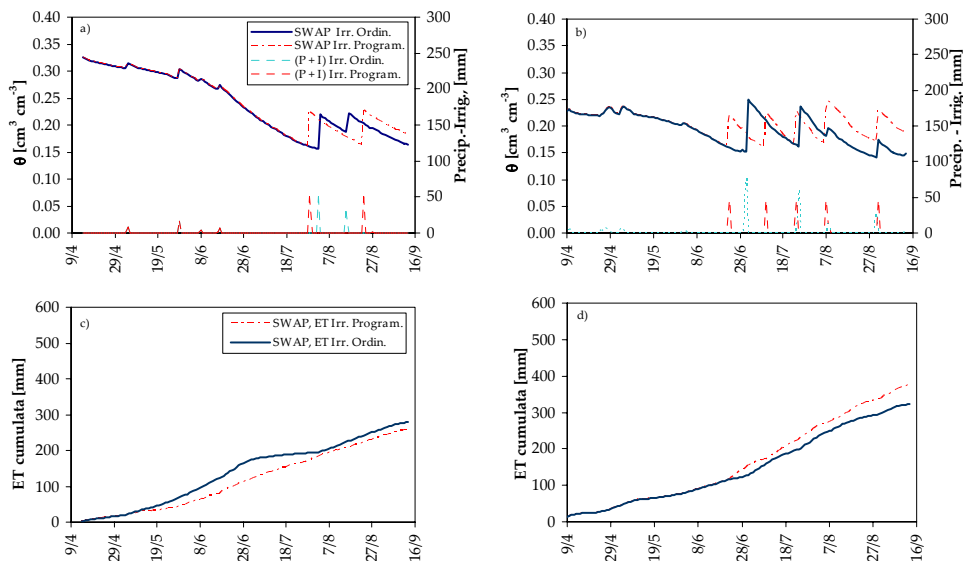 a)
SWAP Irr. Ordin.
SWAP Irr. Program.
(P + I) Irr. Ordin.
(P + I) Irr. Program.
θ [cm³ cm⁻³]
0.40
0.35
0.30
0.25
0.20
0.15
0.10
0.05
0.00
300
250
200
150
100
50
0
Precip.-Irrig,, [mm]
9/4 29/4 19/5 8/6 28/6 18/7 7/8 27/8 16/9
b)
θ [cm³ cm⁻³]
0.40
0.35
0.30
0.25
0.20
0.15
0.10
0.05
0.00
300
250
200
150
100
50
0
Precip.-Irrig. [mm]
9/4 29/4 19/5 8/6 28/6 18/7 7/8 27/8 16/9
c)
SWAP, ET Irr. Program.
SWAP, ET Irr. Ordin.
ET cumulata [mm]
600
500
400
300
200
100
0
9/4 29/4 19/5 8/6 28/6 18/7 7/8 27/8 16/9
d)
ET cumulata [mm]
600
500
400
300
200
100
0
9/4 29/4 19/5 8/6 28/6 18/7 7/8 27/8 16/9